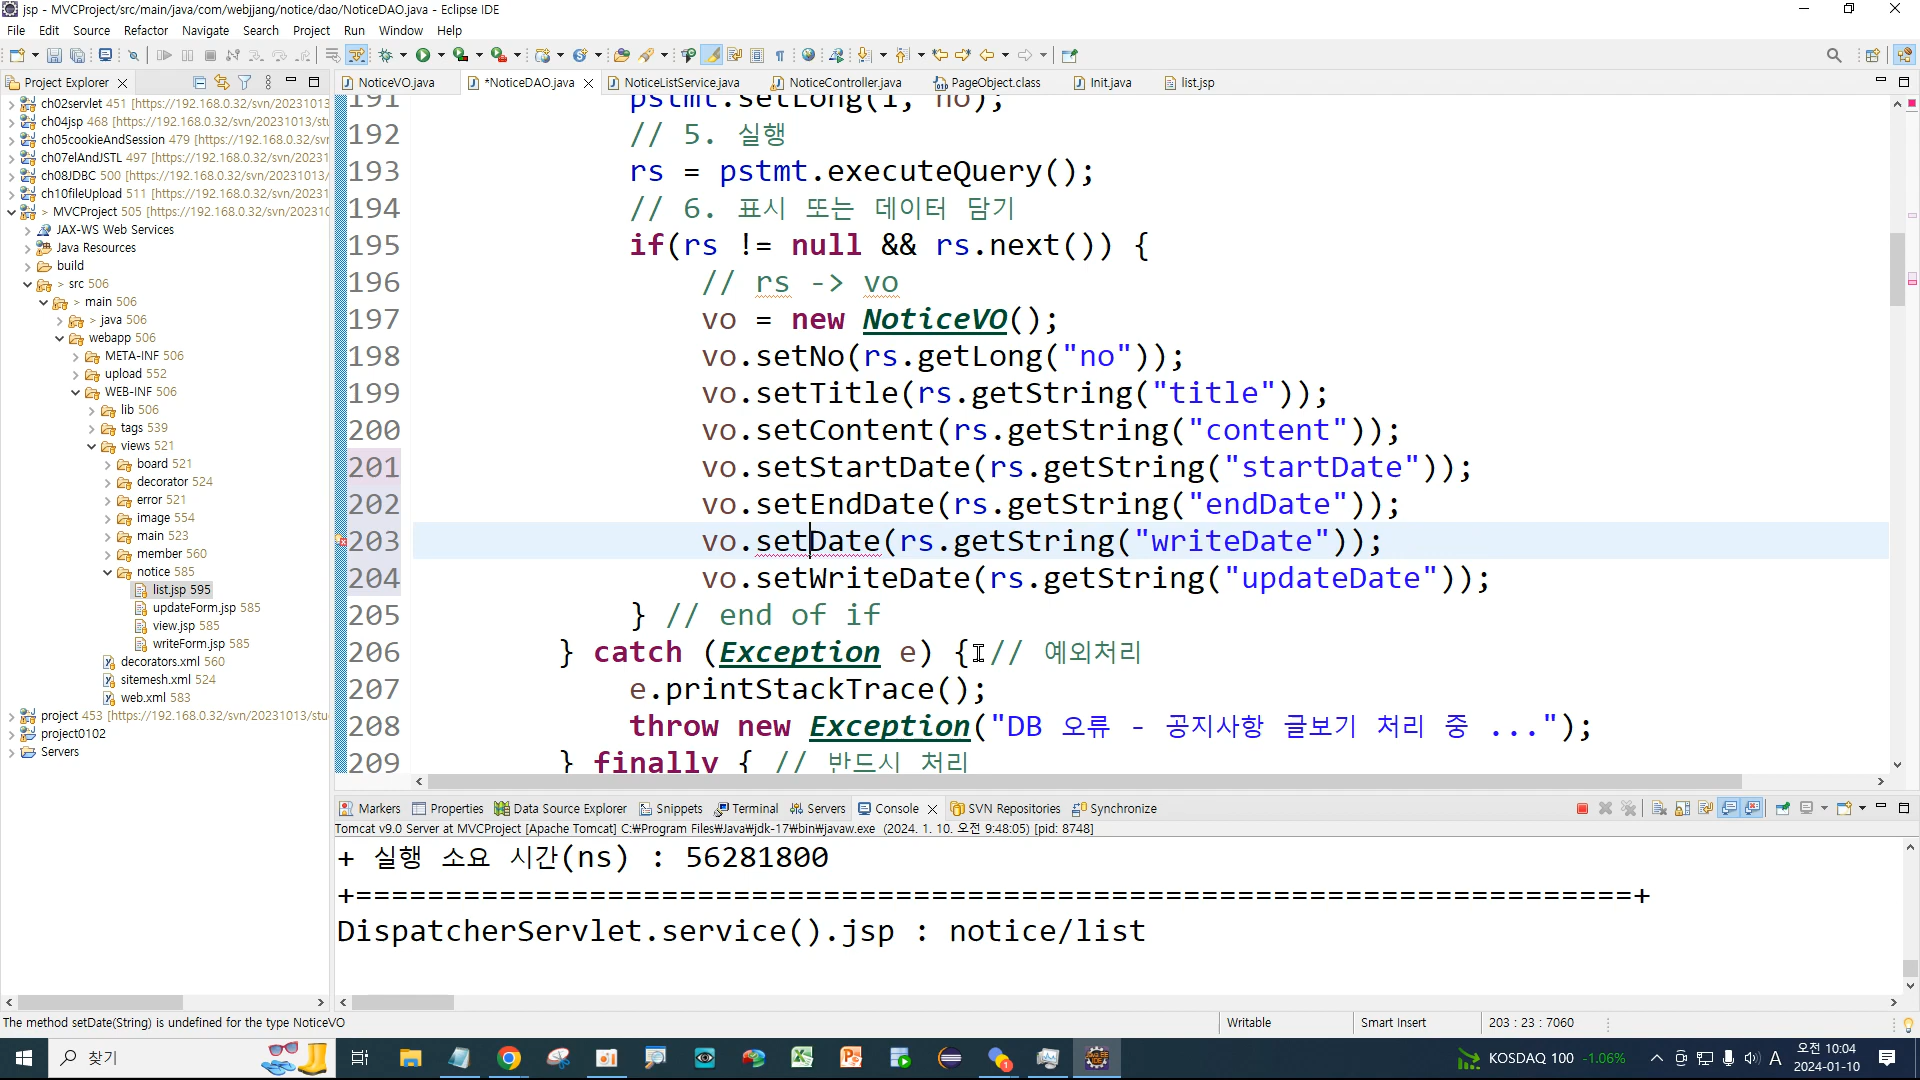 jsp - MVCProject/src/main/java/com/webjjang/notice/dao/NoticeDAO.java - Eclipse IDE
File Edit Source Refactor Navigate Search Project Run Window Help
Project Explorer
NoticeVO.java
*NoticeDAO.java
NoticeListService.java
NoticeController.java
PageObject.class
Init.java
list.jsp
ch02servlet 451 [https://192.168.0.32/svn/20231013
ch04jsp 468 [https://192.168.0.32/svn/20231013/stu
ch05cookieAndSession 479 [https://192.168.0.32/svn
ch07elAndJSTL 497 [https://192.168.0.32/svn/20231
ch08JDBC 500 [https://192.168.0.32/svn/20231013/
ch10fileUpload 511 [https://192.168.0.32/svn/20231
> MVCProject 505 [https://192.168.0.32/svn/20231
JAX-WS Web Services
Java Resources
build
> src 506
> main 506
> java 506
webapp 506
META-INF 506
upload 552
WEB-INF 506
lib 506
tags 539
views 521
board 521
decorator 524
error 521
image 554
main 523
member 560
notice 585
list.jsp 595
updateForm.jsp 585
view.jsp 585
writeForm.jsp 585
decorators.xml 560
sitemesh.xml 524
web.xml 583
project 453 [https://192.168.0.32/svn/20231013/stu
project0102
Servers
191 pstmt.setLong(1, no);
192 // 5. 실행
193 rs = pstmt.executeQuery();
194 // 6. 표시 또는 데이터 담기
195 if(rs != null && rs.next()) {
196 // rs -> vo
197 vo = new NoticeVO();
198 vo.setNo(rs.getLong("no"));
199 vo.setTitle(rs.getString("title"));
200 vo.setContent(rs.getString("content"));
201 vo.setStartDate(rs.getString("startDate"));
202 vo.setEndDate(rs.getString("endDate"));
203 vo.setDate(rs.getString("writeDate"));
204 vo.setWriteDate(rs.getString("updateDate"));
205 } // end of if
206 } catch (Exception e) { // 예외처리
207 e.printStackTrace();
208 throw new Exception("DB 오류 - 공지사항 글보기 처리 중 ...");
209 } finally { // 반드시 처리
Markers Properties Data Source Explorer Snippets Terminal Servers Console SVN Repositories Synchronize
Tomcat v9.0 Server at MVCProject [Apache Tomcat] C:₩Program Files₩Java₩jdk-17₩bin₩javaw.exe (2024. 1. 10. 오전 9:48:05) [pid: 8748]
+ 실행 소요 시간(ns) : 56281800
+=======================================================================+
DispatcherServlet.service().jsp : notice/list
The method setDate(String) is undefined for the type NoticeVO
Writable
Smart Insert
203 : 23 : 7060
찾기
KOSDAQ 100 -1.06%
A
오전 10:04
2024-01-10